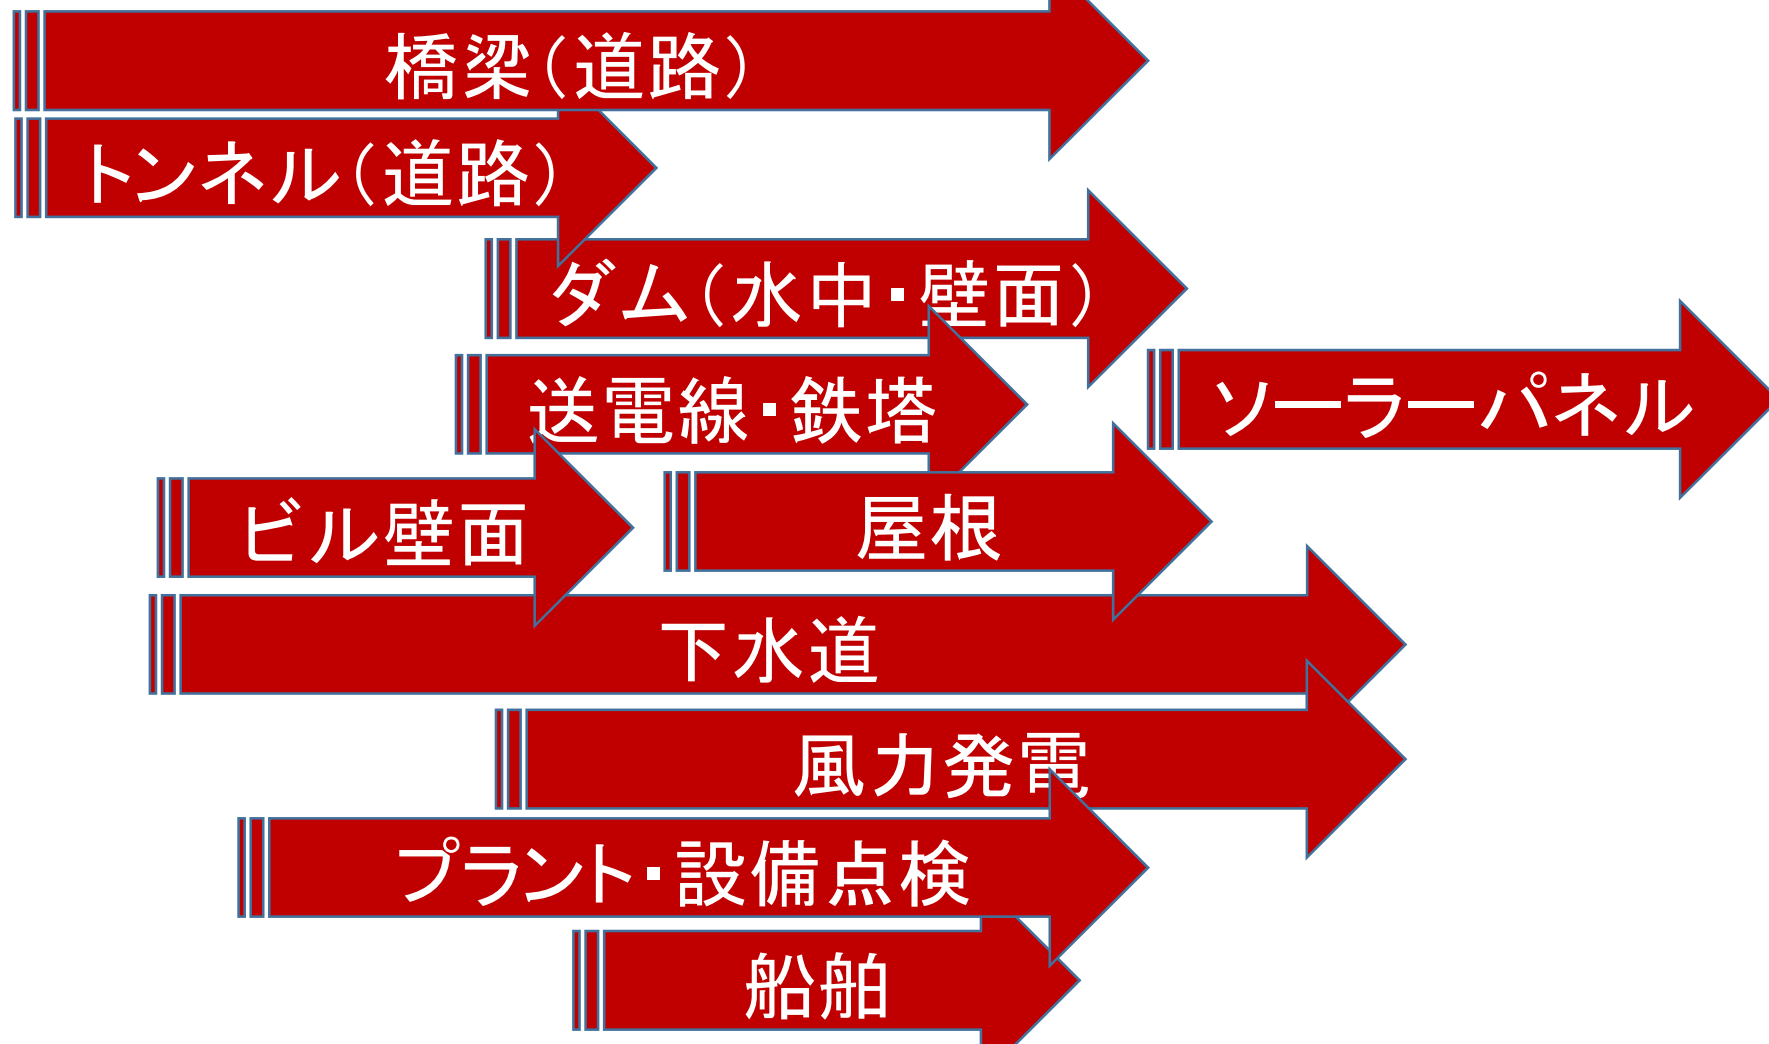 橋梁（道路）
トンネル（道路）
ダム（水中・壁面）
送電線・鉄塔
ソーラーパネル
ビル壁面
屋根
下水道
風力発電
プラント・設備点検
船舶